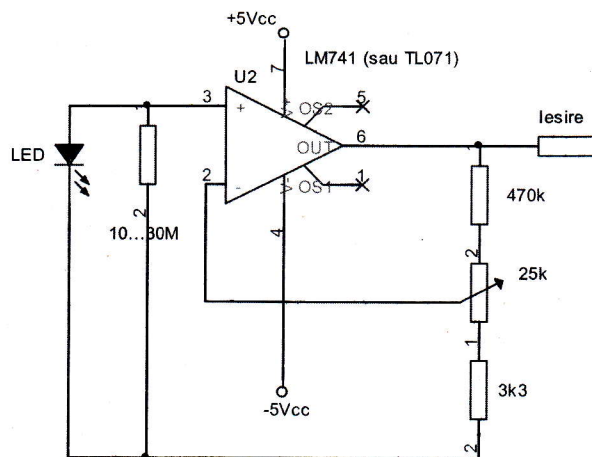 +5Vcc
LM741 (sau TL071)
U2
7
V+
OS2
5
3
+
6
OUT
Iesire
LED
2
-
OS1
1
V-
470k
2
10...30M
4
2
25k
1
3k3
-5Vcc
2